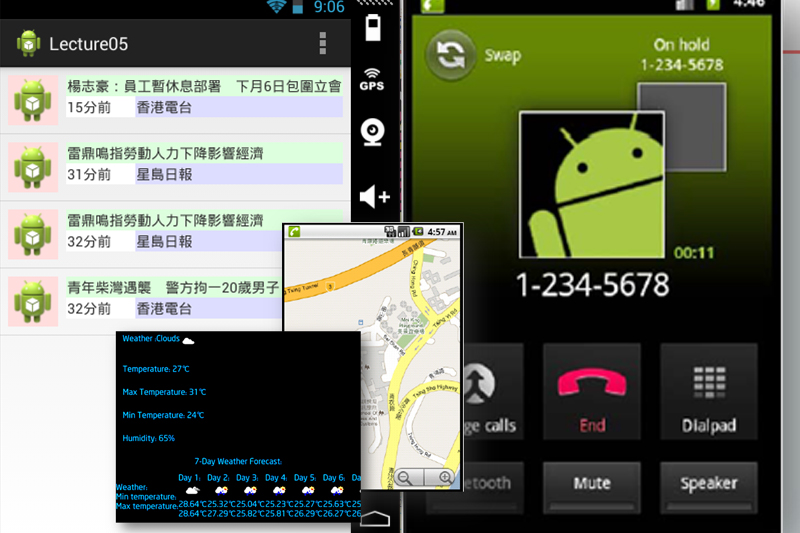 9:06
Lecture05
楊志豪：員工暫休息部署　下月6日包圍立會
15分前 香港電台
雷鼎鳴指勞動人力下降影響經濟
31分前 星島日報
雷鼎鳴指勞動人力下降影響經濟
32分前 星島日報
青年柴灣遇襲　警方拘一20歲男子
32分前 香港電台
GPS
4:46
Swap
On hold
1-234-5678
00:11
1-234-5678
ge calls
End
Dialpad
etooth
Mute
Speaker
3G
4:57 AM
Tsing Tunnel
Weather :Clouds
Temperature: 27℃
Max Temperature: 31℃
Min Temperature: 24℃
Humidity: 65%
7-Day Weather Forecast:
Day 1: Day 2: Day 3: Day 4: Day 5: Day 6:
Weather:
Min temperature: 28.64℃ 25.32℃ 25.04℃ 25.23℃ 25.27℃ 25.63℃
Max temperature: 28.64℃ 27.29℃ 25.82℃ 25.81℃ 26.29℃ 26.27℃